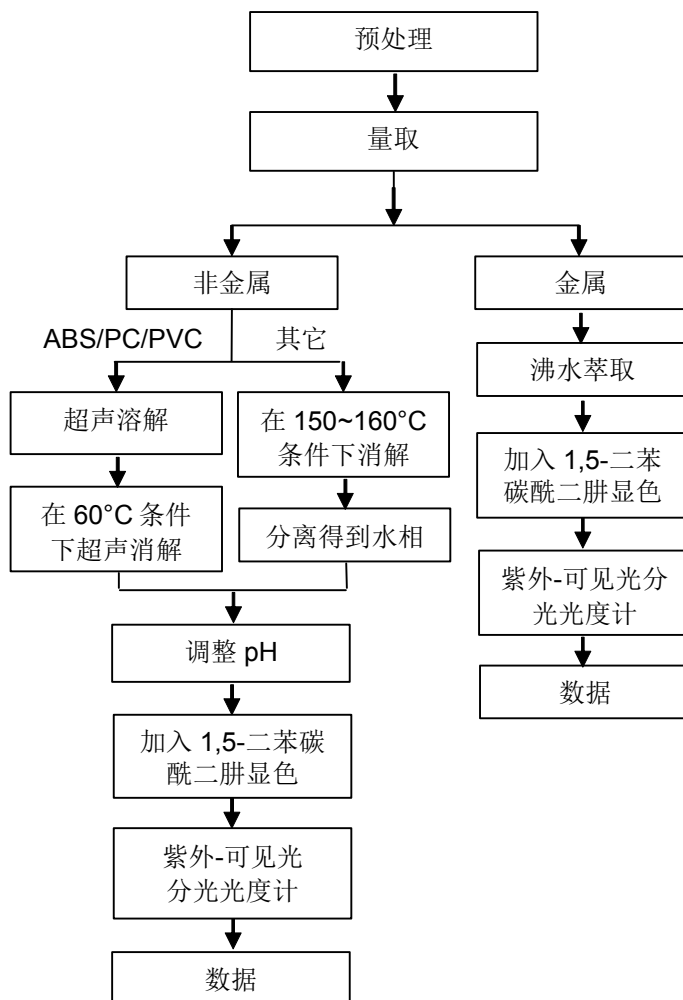 预处理
量取
非金属
金属
ABS/PC/PVC
其它
沸水萃取
超声溶解
在 150~160°C
条件下消解
加入 1,5-二苯
碳酰二肼显色
在 60°C 条件
下超声消解
分离得到水相
紫外-可见光分
光光度计
调整 pH
数据
加入 1,5-二苯碳
酰二肼显色
紫外-可见光
分光光度计
数据